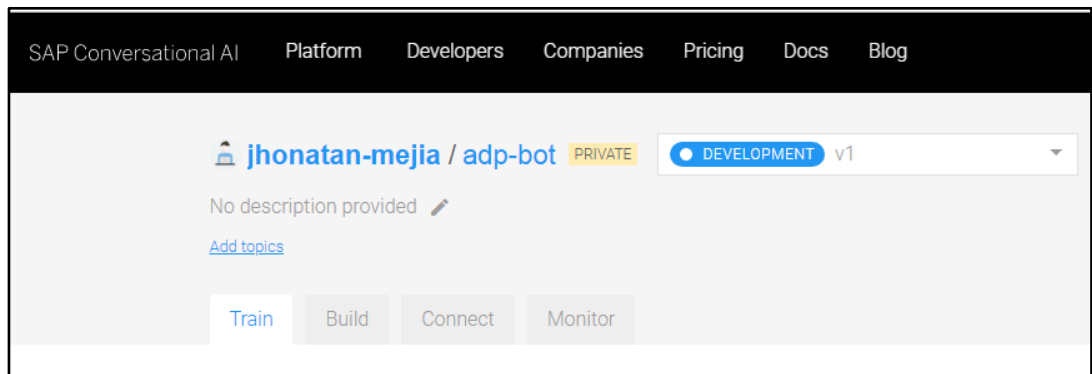 SAP Conversational AI Platform Developers Companies Pricing Docs Blog
jhonatan-mejia / adp-bot PRIVATE DEVELOPMENT v1
No description provided
Add topics
Train Build Connect Monitor